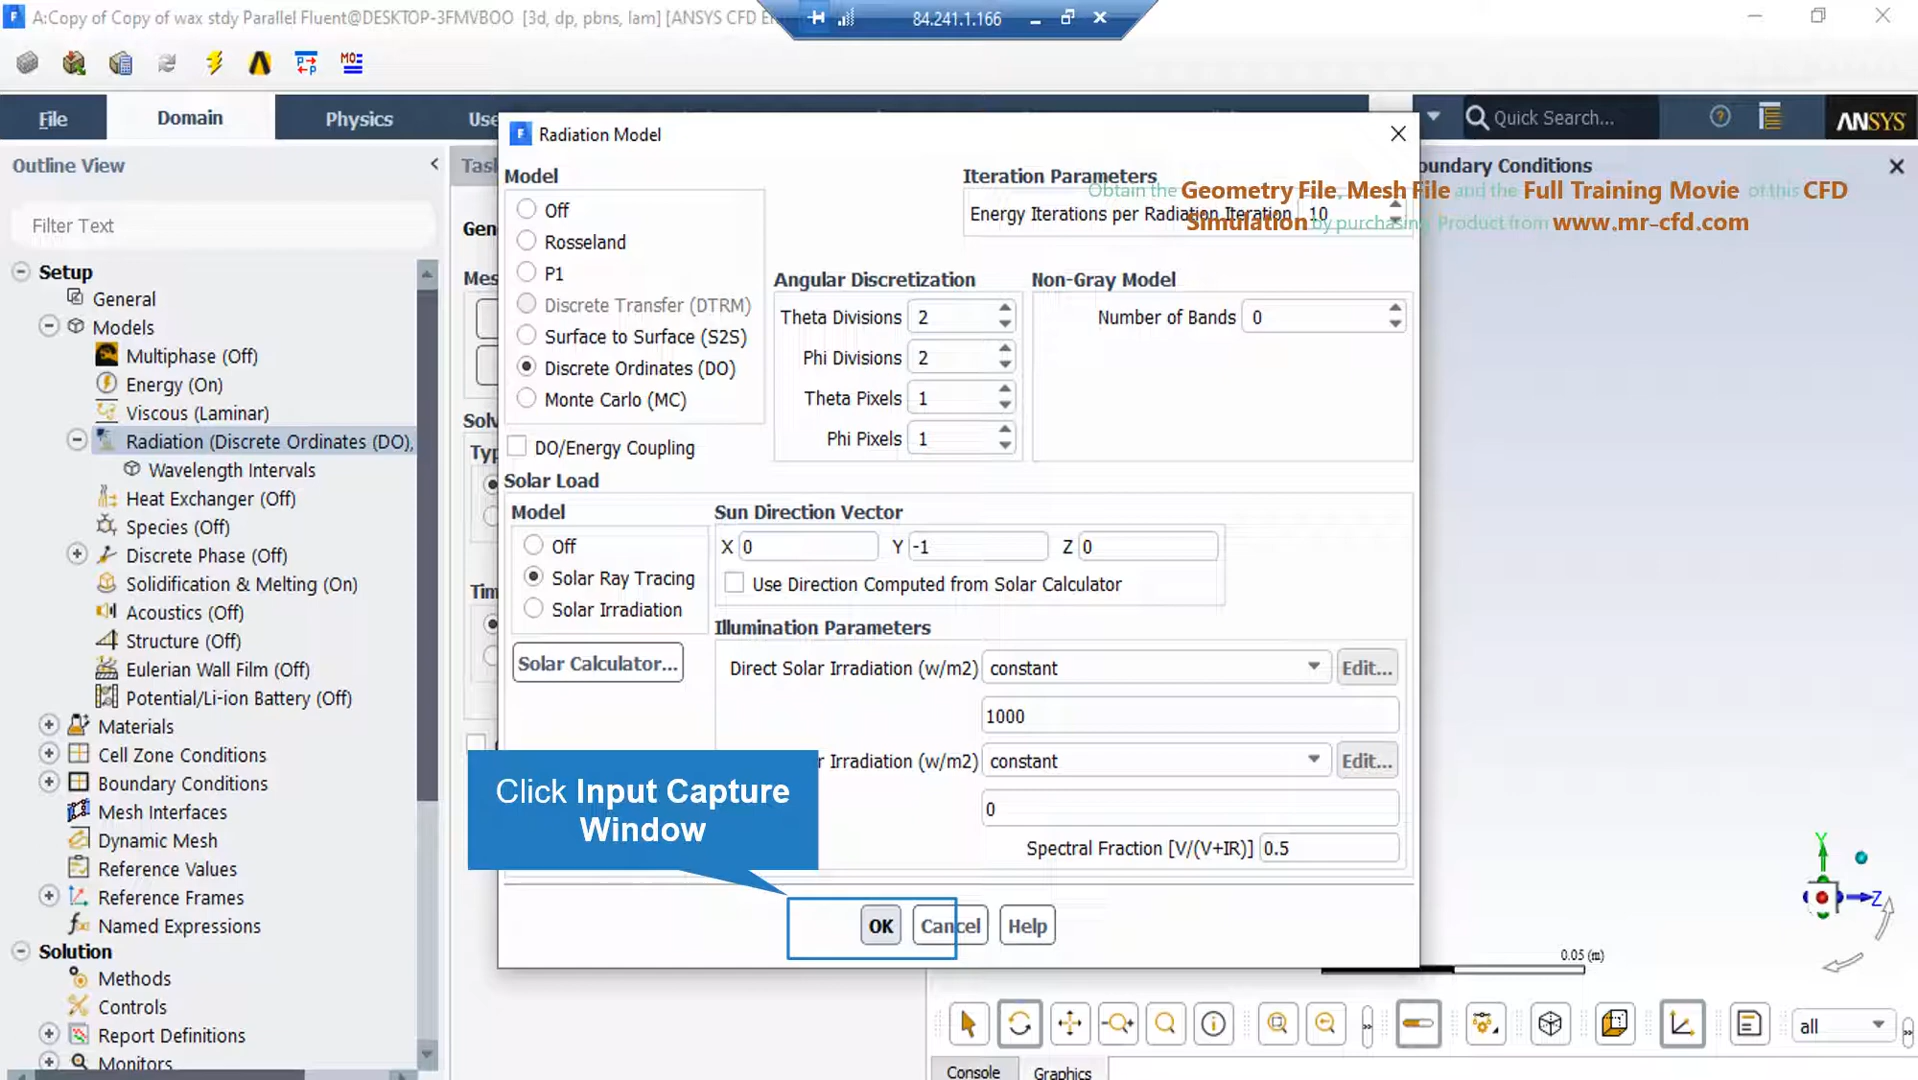 A:Copy of Copy of wax stdy Parallel Fluent@DESKTOP-3FMVBOO [3d, dp, pbns, lam] [ANSYS CFD E
84.241.1.166
File
Domain
Physics
Use
Quick Search...
ANSYS
Outline View
Filter Text
Setup
General
Models
Multiphase (Off)
Energy (On)
Viscous (Laminar)
Radiation (Discrete Ordinates (DO),
Wavelength Intervals
Heat Exchanger (Off)
Species (Off)
Discrete Phase (Off)
Solidification & Melting (On)
Acoustics (Off)
Structure (Off)
Eulerian Wall Film (Off)
Potential/Li-ion Battery (Off)
Materials
Cell Zone Conditions
Boundary Conditions
Mesh Interfaces
Dynamic Mesh
Reference Values
Reference Frames
Named Expressions
Solution
Methods
Controls
Report Definitions
Monitors
Task
Gen
Mes
Solv
Typ
Tim
Radiation Model
Model
Off
Rosseland
P1
Discrete Transfer (DTRM)
Surface to Surface (S2S)
Discrete Ordinates (DO)
Monte Carlo (MC)
DO/Energy Coupling
Iteration Parameters
Energy Iterations per Radiation Iteration 10
Angular Discretization
Theta Divisions 2
Phi Divisions 2
Theta Pixels 1
Phi Pixels 1
Non-Gray Model
Number of Bands 0
Solar Load
Model
Off
Solar Ray Tracing
Solar Irradiation
Solar Calculator...
Sun Direction Vector
X 0 Y -1 Z 0
Use Direction Computed from Solar Calculator
Illumination Parameters
Direct Solar Irradiation (w/m2) constant Edit...
1000
r Irradiation (w/m2) constant Edit...
0
Spectral Fraction [V/(V+IR)] 0.5
OK Cancel Help
Click Input Capture
Window
oundary Conditions
Obtain the Geometry File, Mesh File and the Full Training Movie of this CFD
Simulation by purchasing Product from www.mr-cfd.com
Y
Z
0.05 (m)
all
Console
Graphics